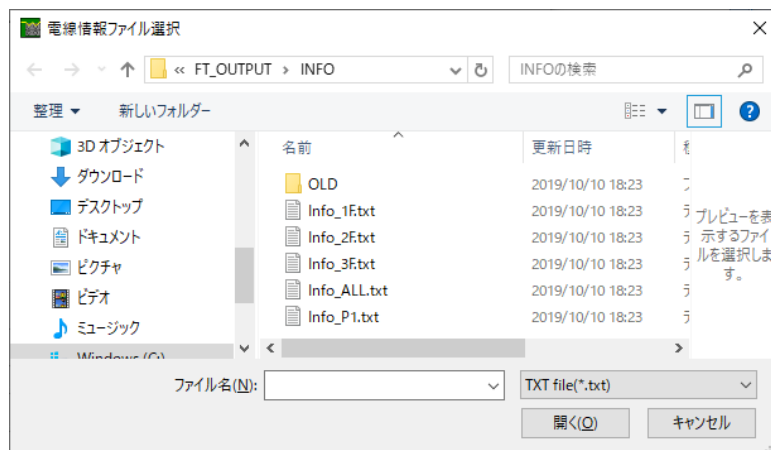 電線情報ファイル選択
« FT_OUTPUT › INFO
INFOの検索
整理
新しいフォルダー
3D オブジェクト
ダウンロード
デスクトップ
ドキュメント
ピクチャ
ビデオ
ミュージック
Windows (C:)
名前
更新日時
OLD
2019/10/10 18:23
Info_1F.txt
2019/10/10 18:23
Info_2F.txt
2019/10/10 18:23
Info_3F.txt
2019/10/10 18:23
Info_ALL.txt
2019/10/10 18:23
Info_P1.txt
2019/10/10 18:23
プレビューを表
示するファイ
ルを選択しま
す。
ファイル名(N):
TXT file(*.txt)
開く(O)
キャンセル